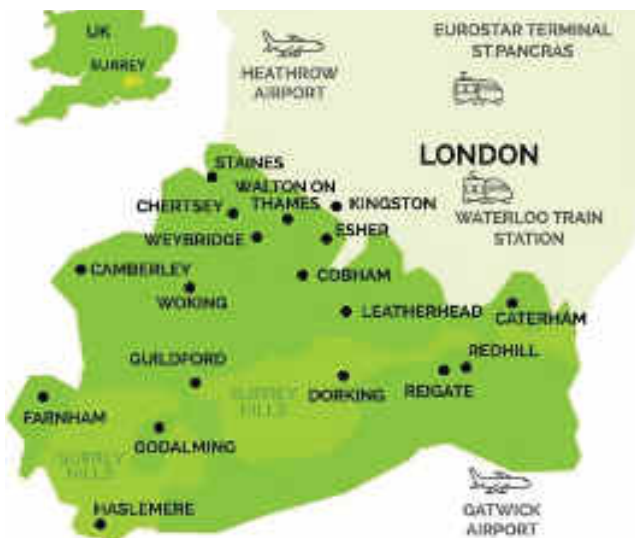 UK
SURREY
HEATHROW
AIRPORT
EUROSTAR TERMINAL
ST PANCRAS
LONDON
WATERLOO TRAIN
STATION
STAINES
WALTON ON
THAMES
CHERTSEY
KINGSTON
WEYBRIDGE
ESHER
CAMBERLEY
COBHAM
WOKING
LEATHERHEAD
CATERHAM
GUILDFORD
REDHILL
SURREY
HILLS
DORKING
REIGATE
FARNHAM
GODALMING
SURREY
HILLS
HASLEMERE
GATWICK
AIRPORT